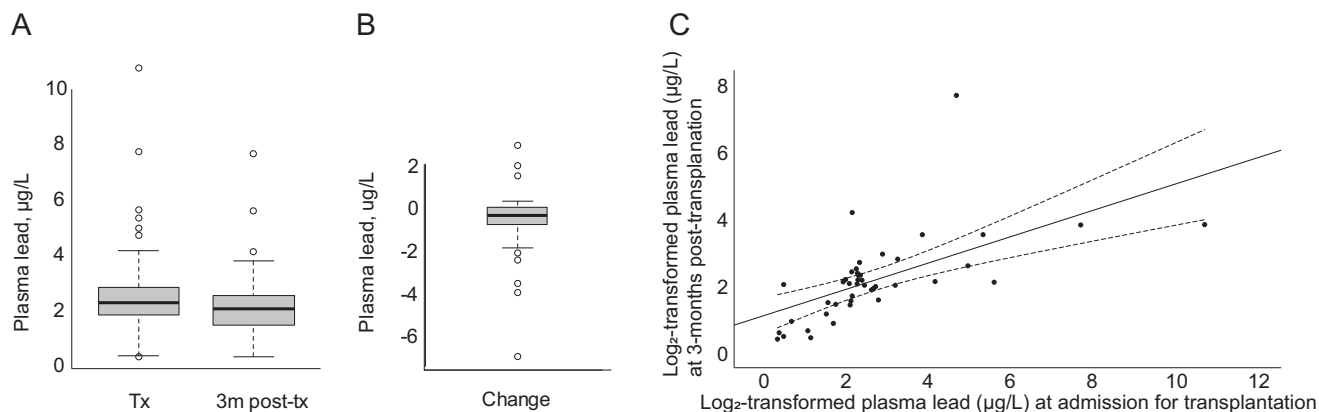 A
Plasma lead, µg/L
10
8
6
4
2
0
Tx
3m post-tx
B
Plasma lead, ug/L
2
0
-2
-4
-6
Change
C
Log₂-transformed plasma lead (µg/L)
at 3-months post-transplanation
8
6
4
2
0
0 2 4 6 8 10 12
Log₂-transformed plasma lead (µg/L) at admission for transplantation